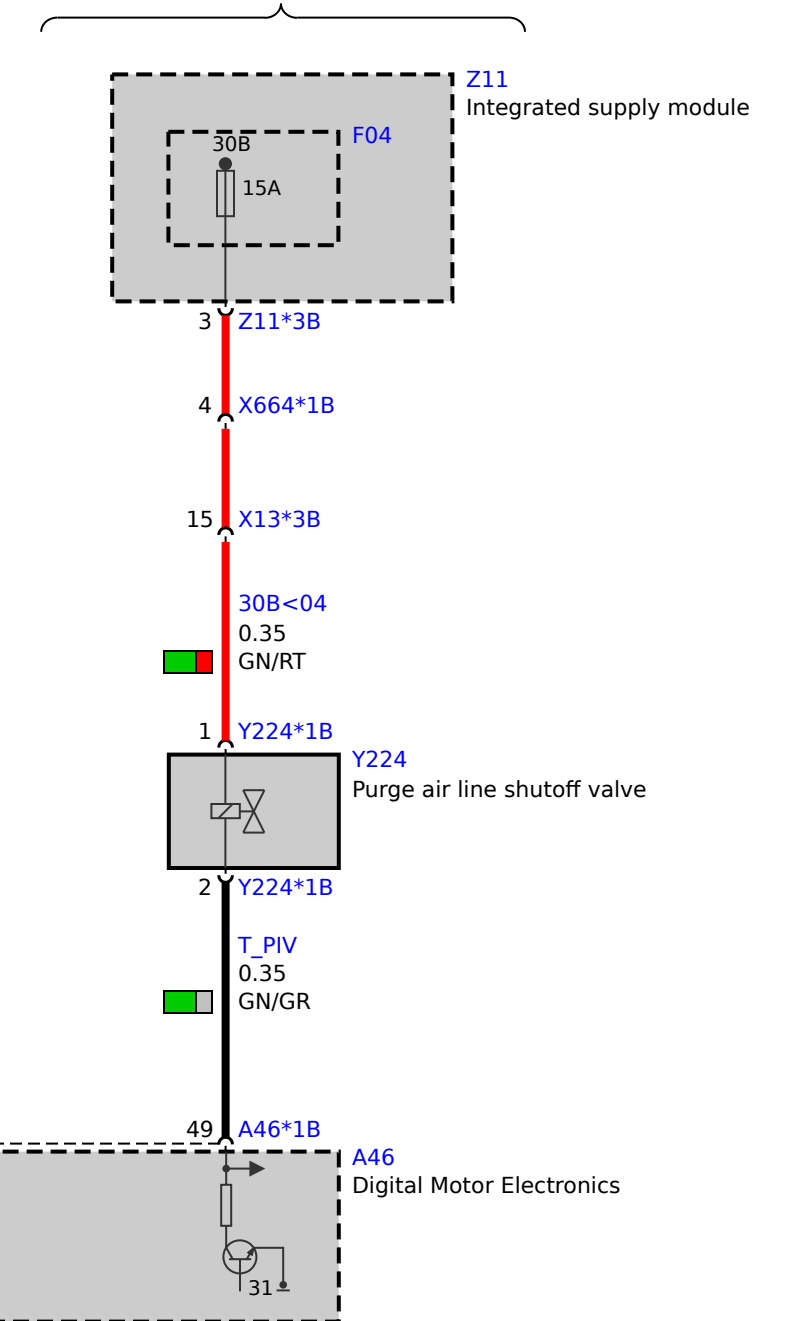 Z11
Integrated supply module
F04
30B
15A
3 Z11*3B
4 X664*1B
15 X13*3B
30B<04
0.35
GN/RT
1 Y224*1B
Y224
Purge air line shutoff valve
2 Y224*1B
T_PIV
0.35
GN/GR
49 A46*1B
A46
Digital Motor Electronics
31